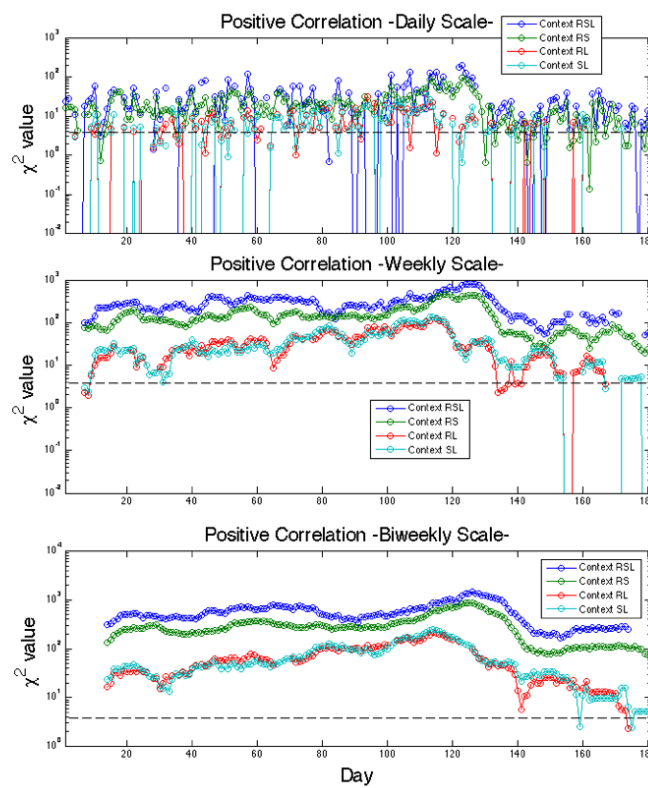 Positive Correlation -Daily Scale-
Context RSL
Context RS
Context RL
Context SL
10³
10²
10¹
10⁰
10⁻¹
10⁻²
χ² value
20 40 60 80 100 120 140 160 180
Positive Correlation -Weekly Scale-
10³
10²
10¹
10⁰
10⁻¹
10⁻²
χ² value
Context RSL
Context RS
Context RL
Context SL
20 40 60 80 100 120 140 160 180
Positive Correlation -Biweekly Scale-
10⁴
10³
10²
10¹
10⁰
χ² value
Context RSL
Context RS
Context RL
Context SL
20 40 60 80 100 120 140 160 180
Day